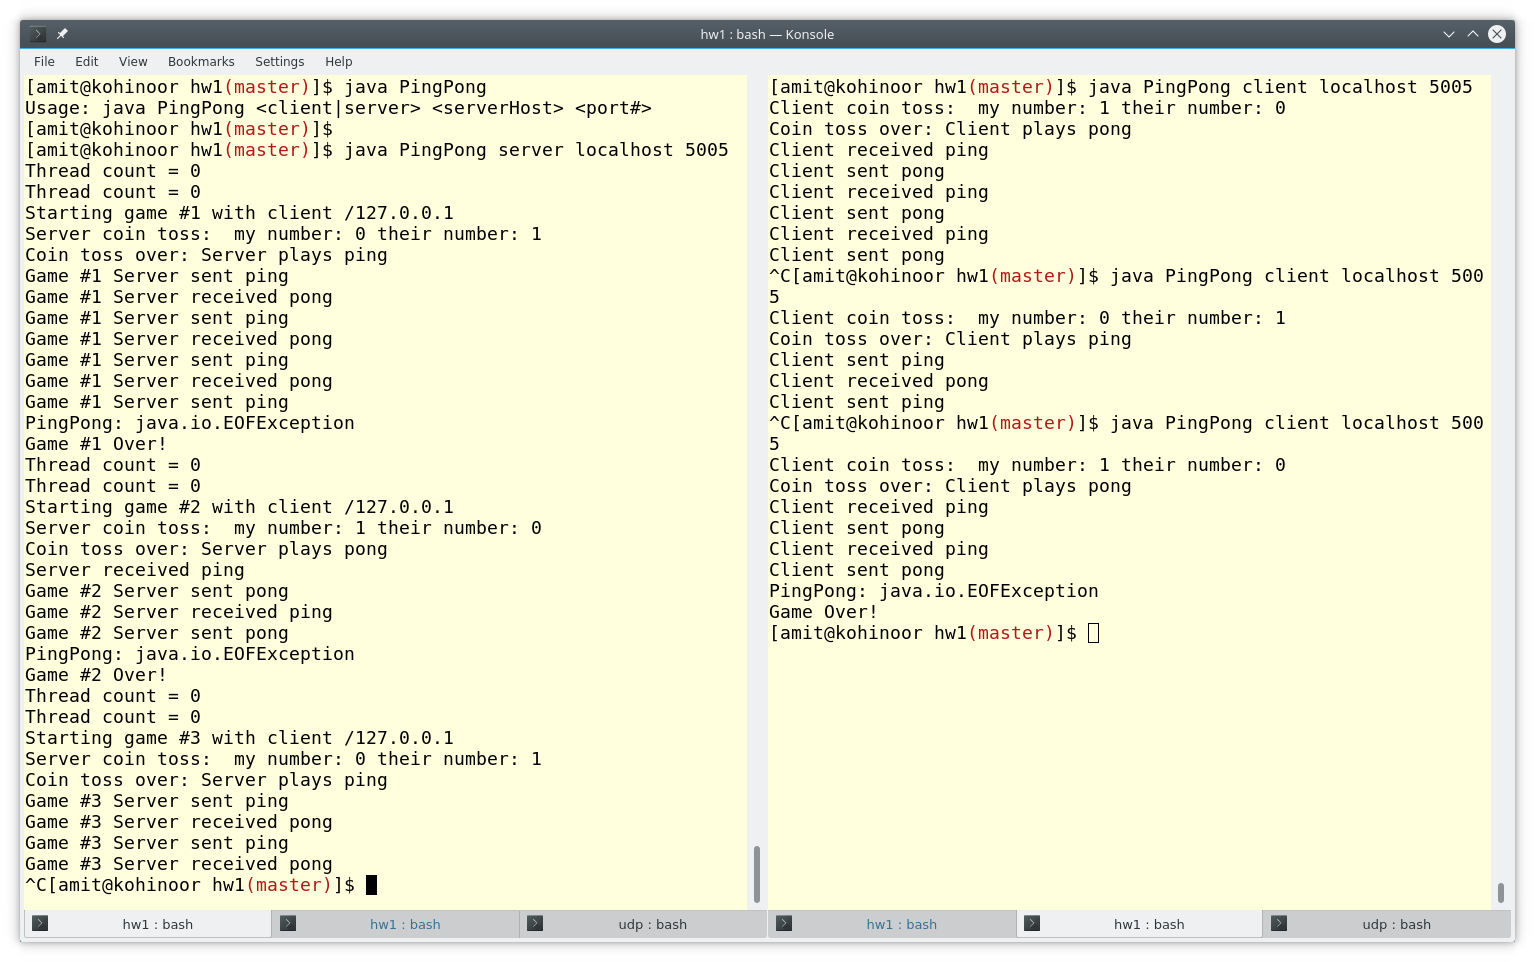 hw1 : bash — Konsole
File Edit View Bookmarks Settings Help
[amit@kohinoor hw1(master)]$ java PingPong
Usage: java PingPong <client|server> <serverHost> <port#>
[amit@kohinoor hw1(master)]$
[amit@kohinoor hw1(master)]$ java PingPong server localhost 5005
Thread count = 0
Thread count = 0
Starting game #1 with client /127.0.0.1
Server coin toss:  my number: 0 their number: 1
Coin toss over: Server plays ping
Game #1 Server sent ping
Game #1 Server received pong
Game #1 Server sent ping
Game #1 Server received pong
Game #1 Server sent ping
Game #1 Server received pong
Game #1 Server sent ping
PingPong: java.io.EOFException
Game #1 Over!
Thread count = 0
Thread count = 0
Starting game #2 with client /127.0.0.1
Server coin toss:  my number: 1 their number: 0
Coin toss over: Server plays pong
Server received ping
Game #2 Server sent pong
Game #2 Server received ping
Game #2 Server sent pong
PingPong: java.io.EOFException
Game #2 Over!
Thread count = 0
Thread count = 0
Starting game #3 with client /127.0.0.1
Server coin toss:  my number: 0 their number: 1
Coin toss over: Server plays ping
Game #3 Server sent ping
Game #3 Server received pong
Game #3 Server sent ping
Game #3 Server received pong
^C[amit@kohinoor hw1(master)]$
[amit@kohinoor hw1(master)]$ java PingPong client localhost 5005
Client coin toss:  my number: 1 their number: 0
Coin toss over: Client plays pong
Client received ping
Client sent pong
Client received ping
Client sent pong
Client received ping
Client sent pong
^C[amit@kohinoor hw1(master)]$ java PingPong client localhost 500
5
Client coin toss:  my number: 0 their number: 1
Coin toss over: Client plays ping
Client sent ping
Client received pong
Client sent ping
^C[amit@kohinoor hw1(master)]$ java PingPong client localhost 500
5
Client coin toss:  my number: 1 their number: 0
Coin toss over: Client plays pong
Client received ping
Client sent pong
Client received ping
Client sent pong
PingPong: java.io.EOFException
Game Over!
[amit@kohinoor hw1(master)]$
hw1 : bash hw1 : bash udp : bash hw1 : bash hw1 : bash udp : bash